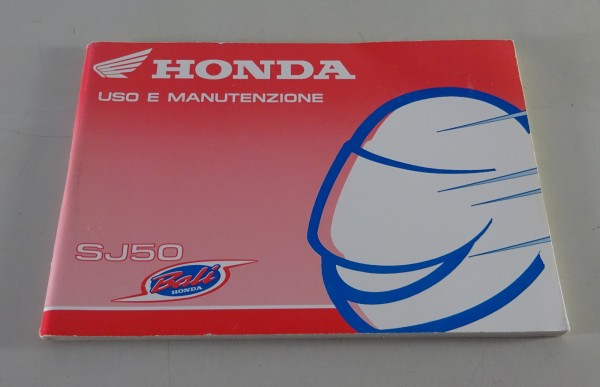 HONDA
USO E MANUTENZIONE
SJ50
Bali
HONDA